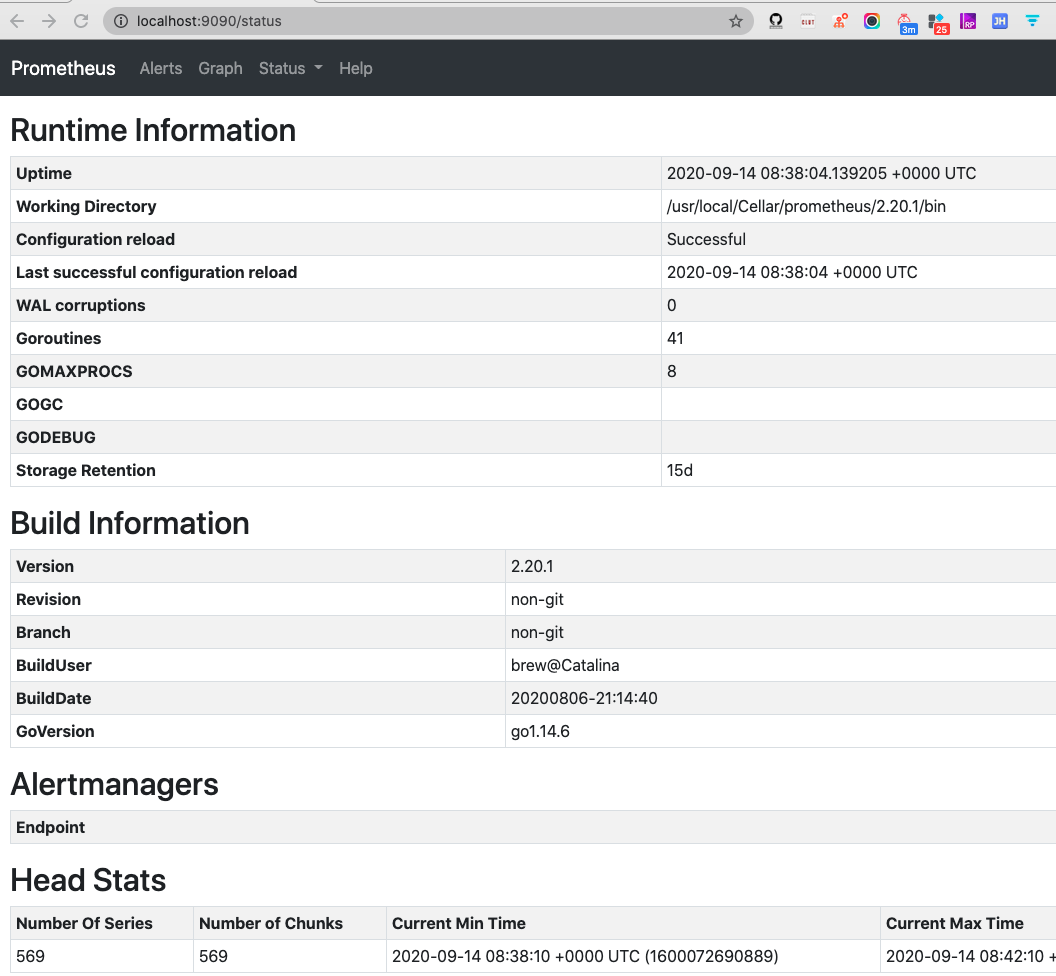 localhost:9090/status
CLUT
3m
25
RP
JH
Prometheus Alerts Graph Status Help
Runtime Information
Uptime 2020-09-14 08:38:04.139205 +0000 UTC
Working Directory /usr/local/Cellar/prometheus/2.20.1/bin
Configuration reload Successful
Last successful configuration reload 2020-09-14 08:38:04 +0000 UTC
WAL corruptions 0
Goroutines 41
GOMAXPROCS 8
GOGC
GODEBUG
Storage Retention 15d
Build Information
Version 2.20.1
Revision non-git
Branch non-git
BuildUser brew@Catalina
BuildDate 20200806-21:14:40
GoVersion go1.14.6
Alertmanagers
Endpoint
Head Stats
Number Of Series Number of Chunks Current Min Time Current Max Time
569 569 2020-09-14 08:38:10 +0000 UTC (1600072690889) 2020-09-14 08:42:10 +